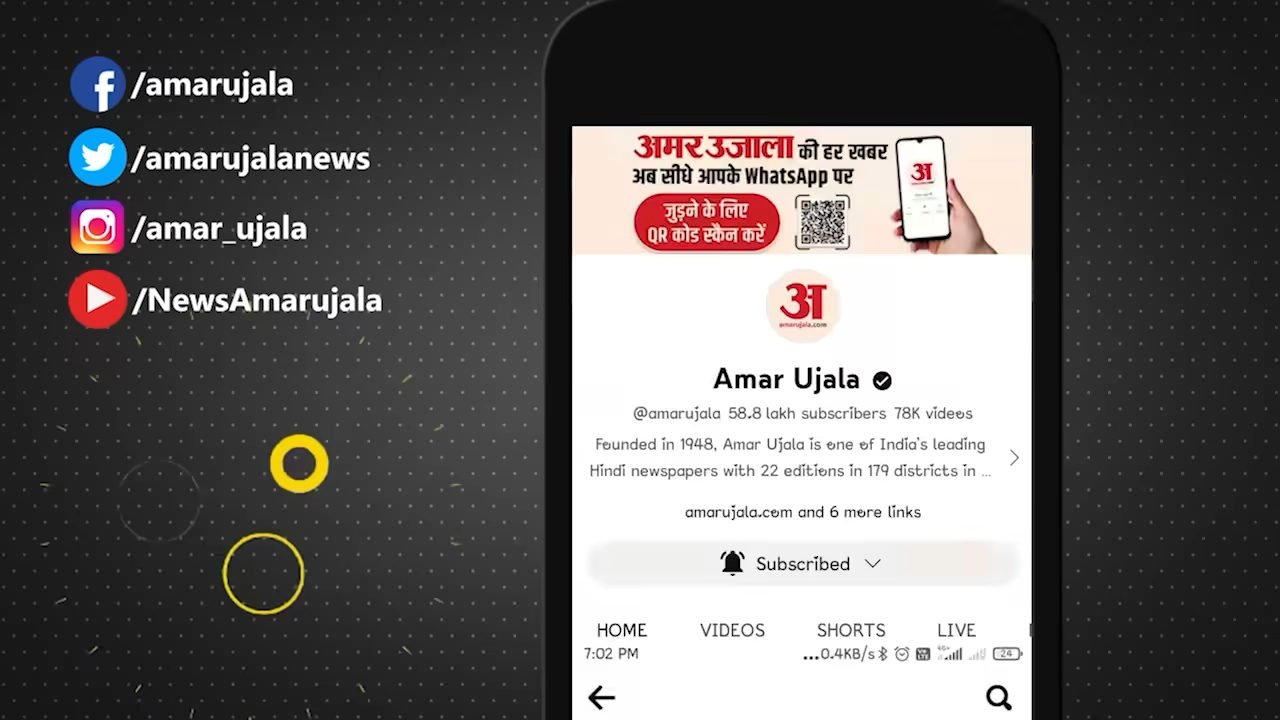 /amarujala
/amarujalanews
/amar_ujala
/NewsAmarujala
अमर उजाला की हर खबर
अब सीधे आपके WhatsApp पर
जुड़ने के लिए
QR कोड स्कैन करें
अ
अ
amarujala.com
Amar Ujala
@amarujala 58.8 lakh subscribers 78K videos
Founded in 1948, Amar Ujala is one of India's leading
Hindi newspapers with 22 editions in 179 districts in ...
amarujala.com and 6 more links
Subscribed
HOME VIDEOS SHORTS LIVE
7:02 PM ...0.4KB/s 4G+ 24